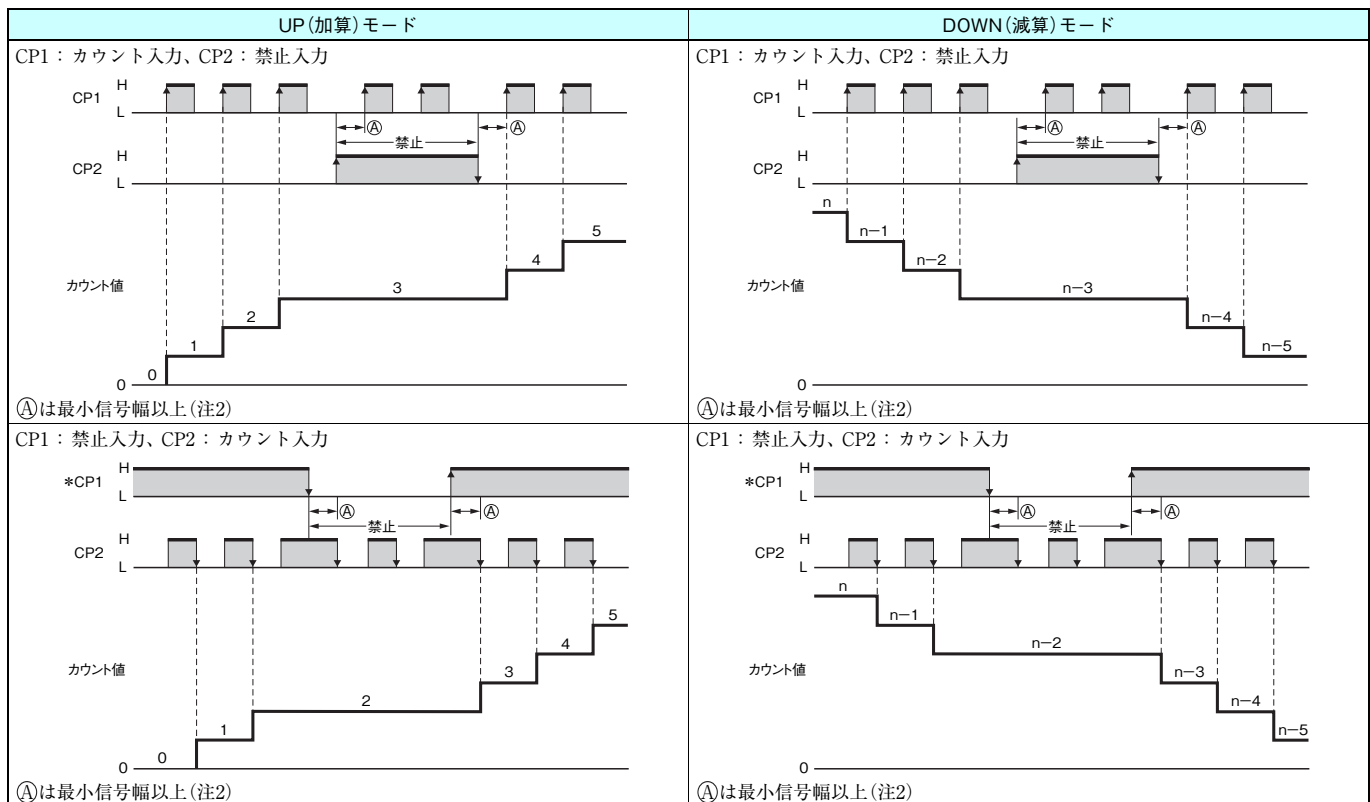 UP(加算)モード
DOWN(減算)モード
CP1:カウント入力、CP2:禁止入力
CP1
H
L
Ⓐ
Ⓐ
禁止
CP2
H
L
カウント値
0
0
1
2
3
4
5
Ⓐは最小信号幅以上(注2)
CP1:カウント入力、CP2:禁止入力
CP1
H
L
Ⓐ
Ⓐ
禁止
CP2
H
L
カウント値
n
n−1
n−2
n−3
n−4
n−5
0
Ⓐは最小信号幅以上(注2)
CP1:禁止入力、CP2:カウント入力
*CP1
H
L
Ⓐ
Ⓐ
禁止
CP2
H
L
カウント値
0
0
1
2
3
4
5
Ⓐは最小信号幅以上(注2)
CP1:禁止入力、CP2:カウント入力
*CP1
H
L
Ⓐ
Ⓐ
禁止
CP2
H
L
カウント値
n
n−1
n−2
n−3
n−4
n−5
0
Ⓐは最小信号幅以上(注2)